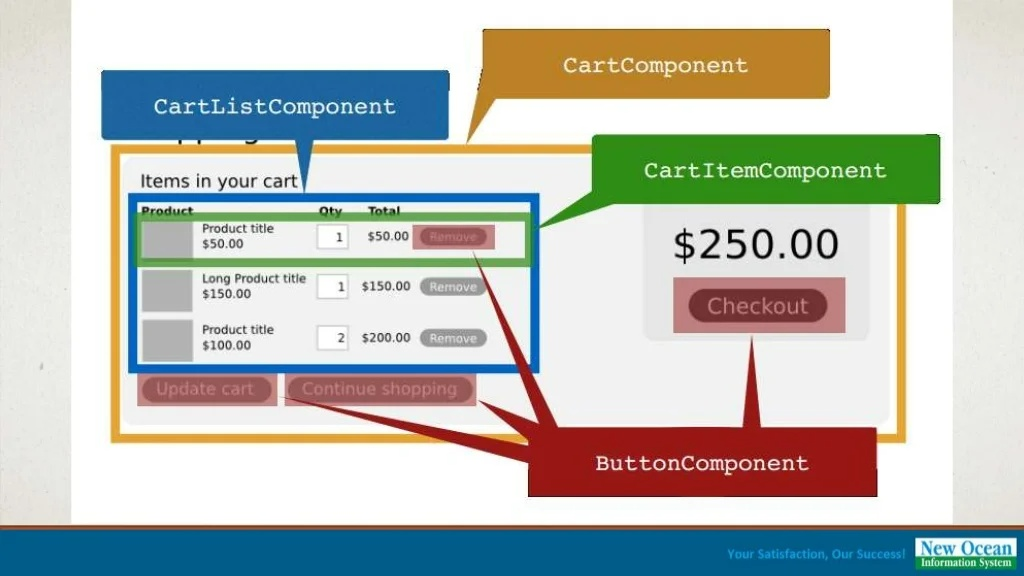 CartComponent
CartListComponent
CartItemComponent
Items in your cart
Product Qty Total
Product title
$50.00
1 $50.00 Remove
Long Product title
$150.00
1 $150.00 Remove
Product title
$100.00
2 $200.00 Remove
Update cart Continue shopping
$250.00
Checkout
ButtonComponent
Your Satisfaction, Our Success!
New Ocean
Information System